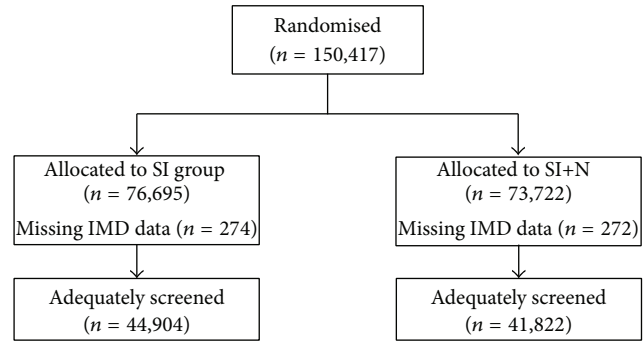 Randomised
(n = 150,417)
Allocated to SI group
(n = 76,695)
Missing IMD data (n = 274)
Allocated to SI+N
(n = 73,722)
Missing IMD data (n = 272)
Adequately screened
(n = 44,904)
Adequately screened
(n = 41,822)